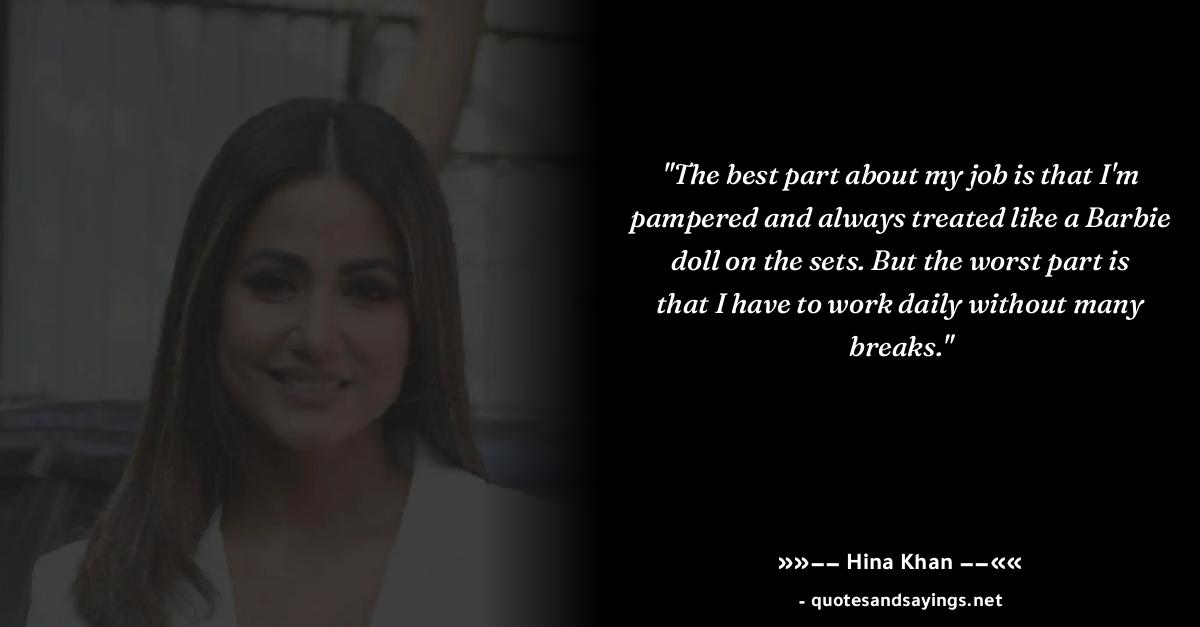 "The best part about my job is that I'm
pampered and always treated like a Barbie
doll on the sets. But the worst part is
that I have to work daily without many
breaks."
»»−− Hina Khan −−««
- quotesandsayings.net